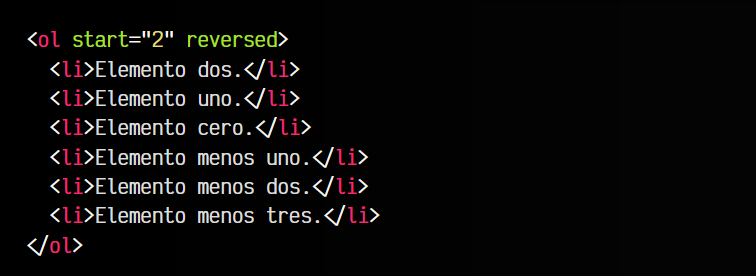 <ol start="2" reversed>
  <li>Elemento dos.</li>
  <li>Elemento uno.</li>
  <li>Elemento cero.</li>
  <li>Elemento menos uno.</li>
  <li>Elemento menos dos.</li>
  <li>Elemento menos tres.</li>
</ol>